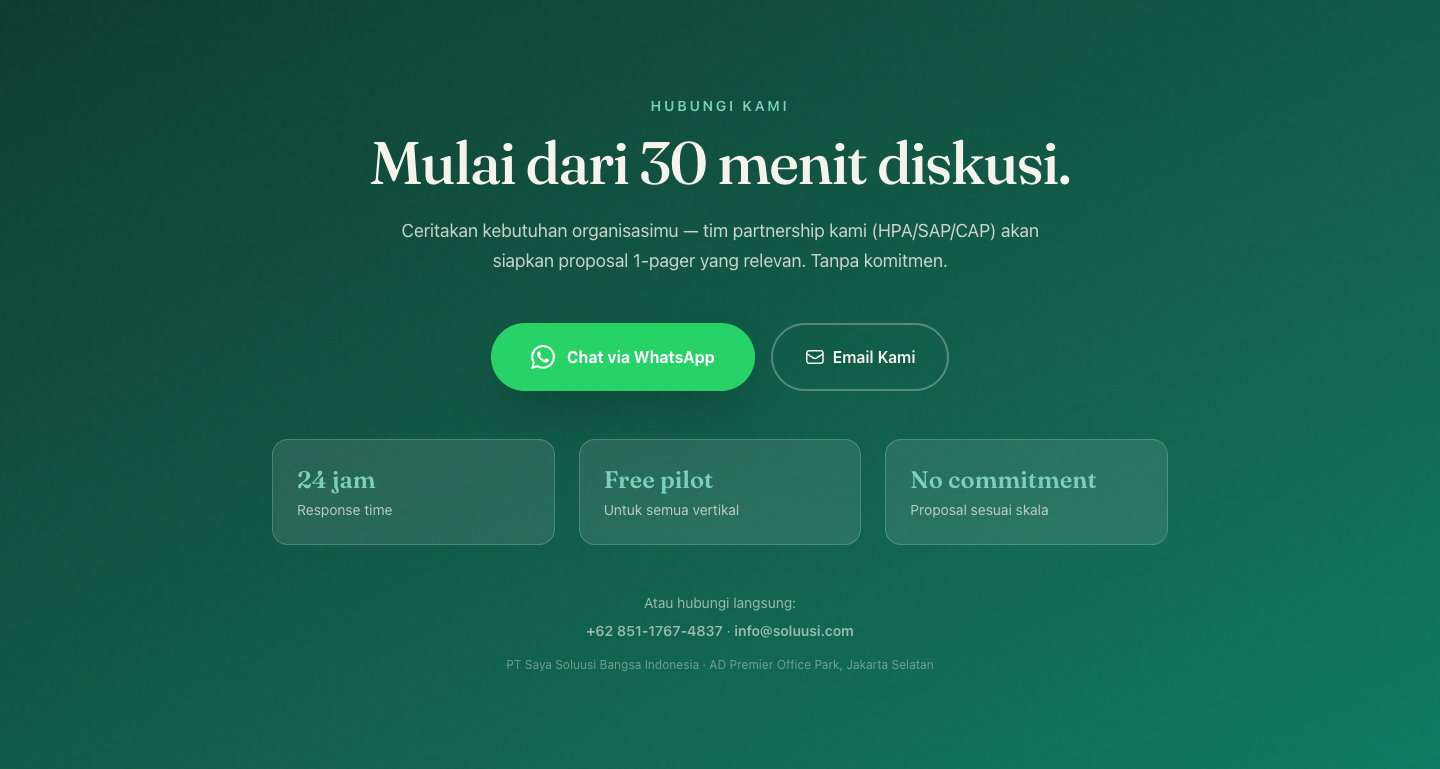 HUBUNGI KAMI
Mulai dari 30 menit diskusi.
Ceritakan kebutuhan organisasimu — tim partnership kami (HPA/SAP/CAP) akan
siapkan proposal 1-pager yang relevan. Tanpa komitmen.
Chat via WhatsApp
Email Kami
24 jam
Response time
Free pilot
Untuk semua vertikal
No commitment
Proposal sesuai skala
Atau hubungi langsung:
+62 851-1767-4837 · info@soluusi.com
PT Saya Soluusi Bangsa Indonesia · AD Premier Office Park, Jakarta Selatan